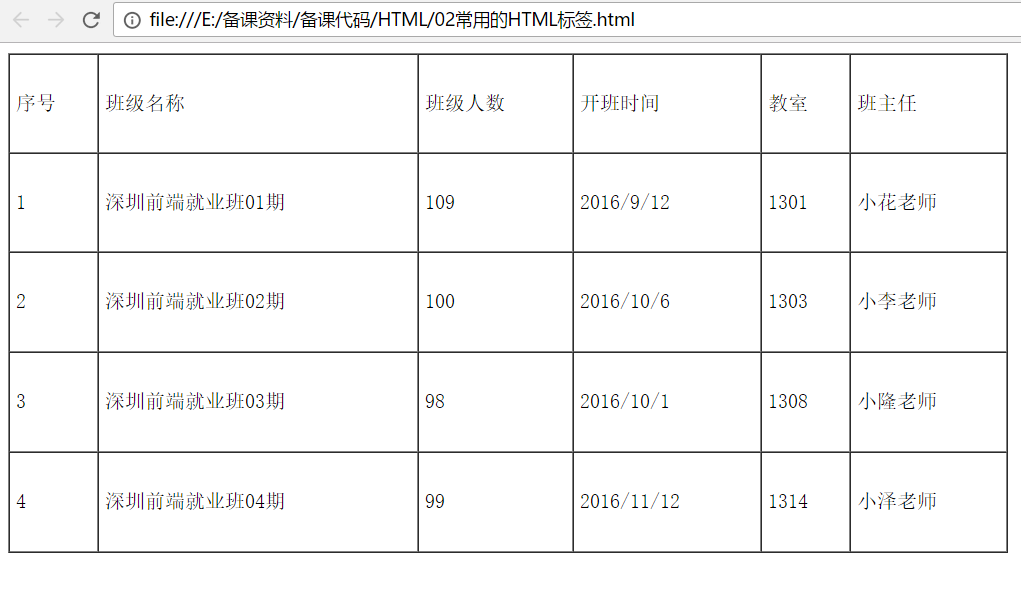 file:///E:/备课资料/备课代码/HTML/02常用的HTML标签.html
序号 班级名称 班级人数 开班时间 教室 班主任
1 深圳前端就业班01期 109 2016/9/12 1301 小花老师
2 深圳前端就业班02期 100 2016/10/6 1303 小李老师
3 深圳前端就业班03期 98 2016/10/1 1308 小隆老师
4 深圳前端就业班04期 99 2016/11/12 1314 小泽老师